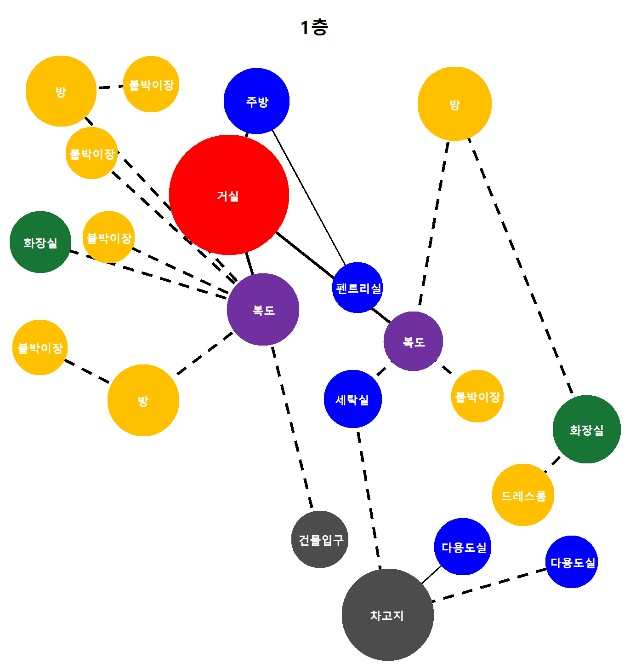 1층
방
붙박이장
주방
방
붙박이장
거실
붙박이장
화장실
펜트리실
복도
복도
붙박이장
방
세탁실
붙박이장
화장실
드레스룸
건물입구
다용도실
다용도실
차고지